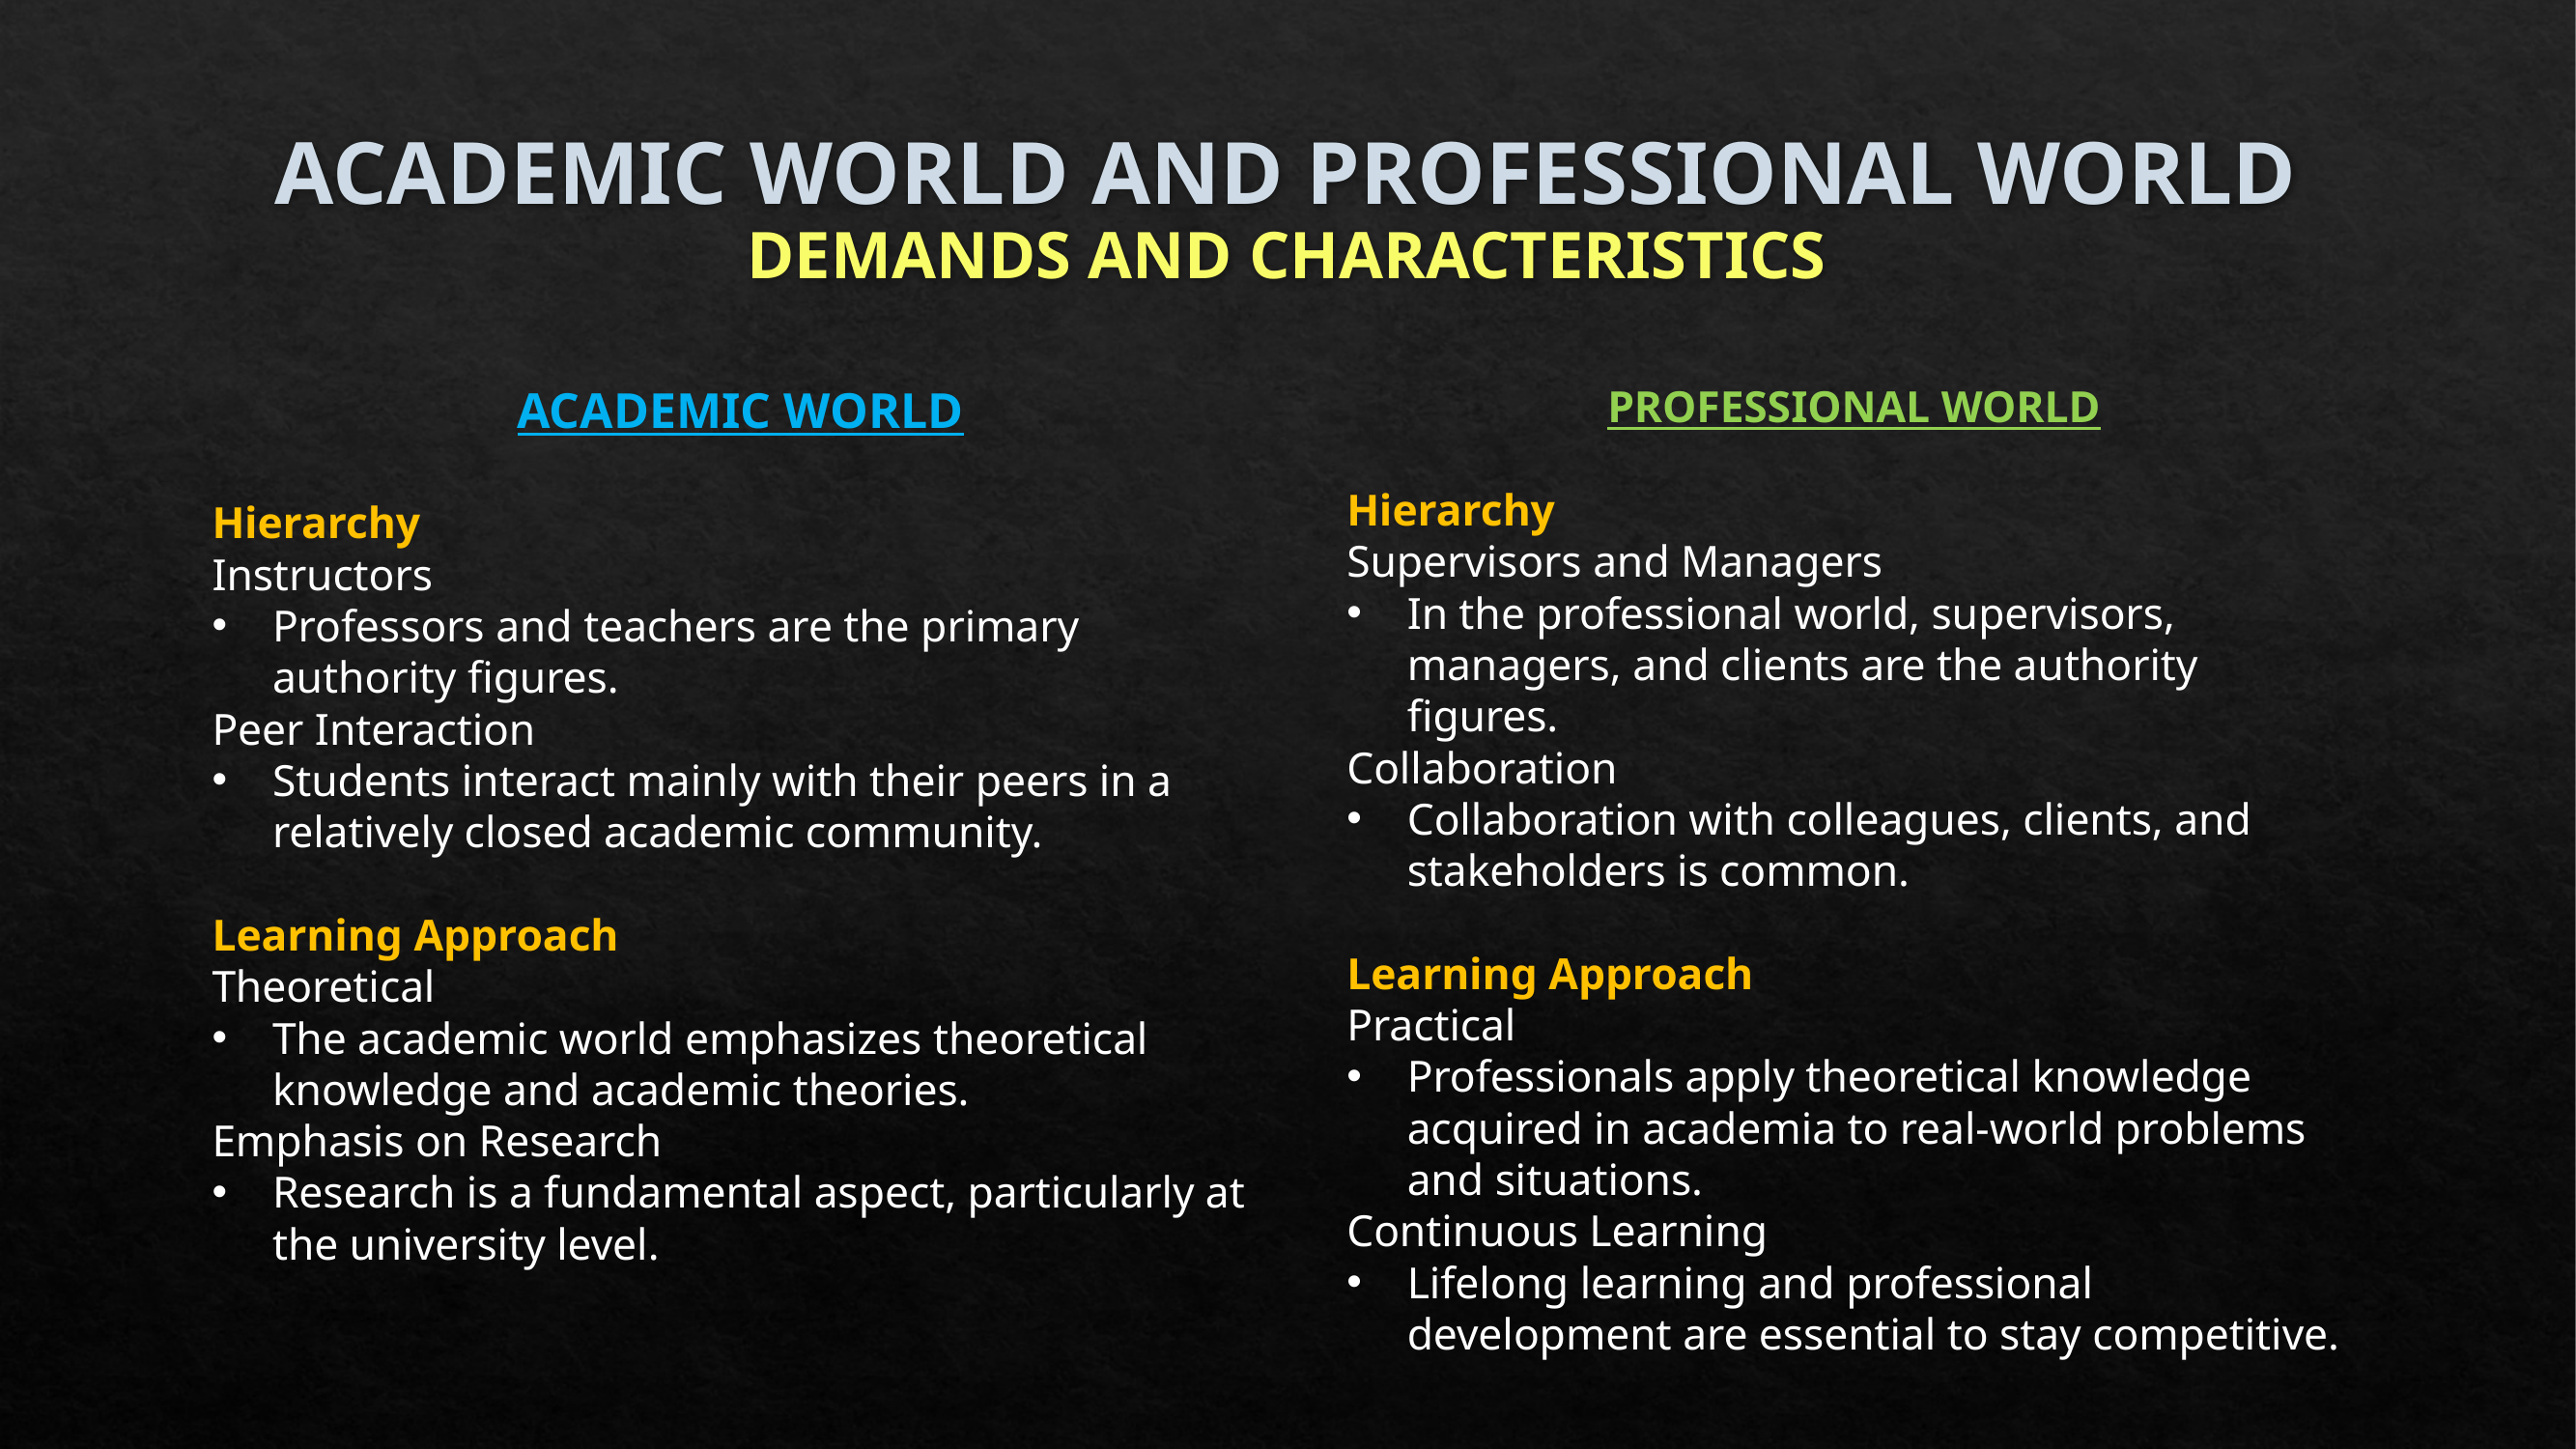 ACADEMIC WORLD AND PROFESSIONAL WORLD
DEMANDS AND CHARACTERISTICS
ACADEMIC WORLD
Hierarchy
Instructors
• Professors and teachers are the primary
authority figures.
Peer Interaction
• Students interact mainly with their peers in a
relatively closed academic community.
Learning Approach
Theoretical
• The academic world emphasizes theoretical
knowledge and academic theories.
Emphasis on Research
• Research is a fundamental aspect, particularly at
the university level.
PROFESSIONAL WORLD
Hierarchy
Supervisors and Managers
• In the professional world, supervisors,
managers, and clients are the authority
figures.
Collaboration
• Collaboration with colleagues, clients, and
stakeholders is common.
Learning Approach
Practical
• Professionals apply theoretical knowledge
acquired in academia to real-world problems
and situations.
Continuous Learning
• Lifelong learning and professional
development are essential to stay competitive.